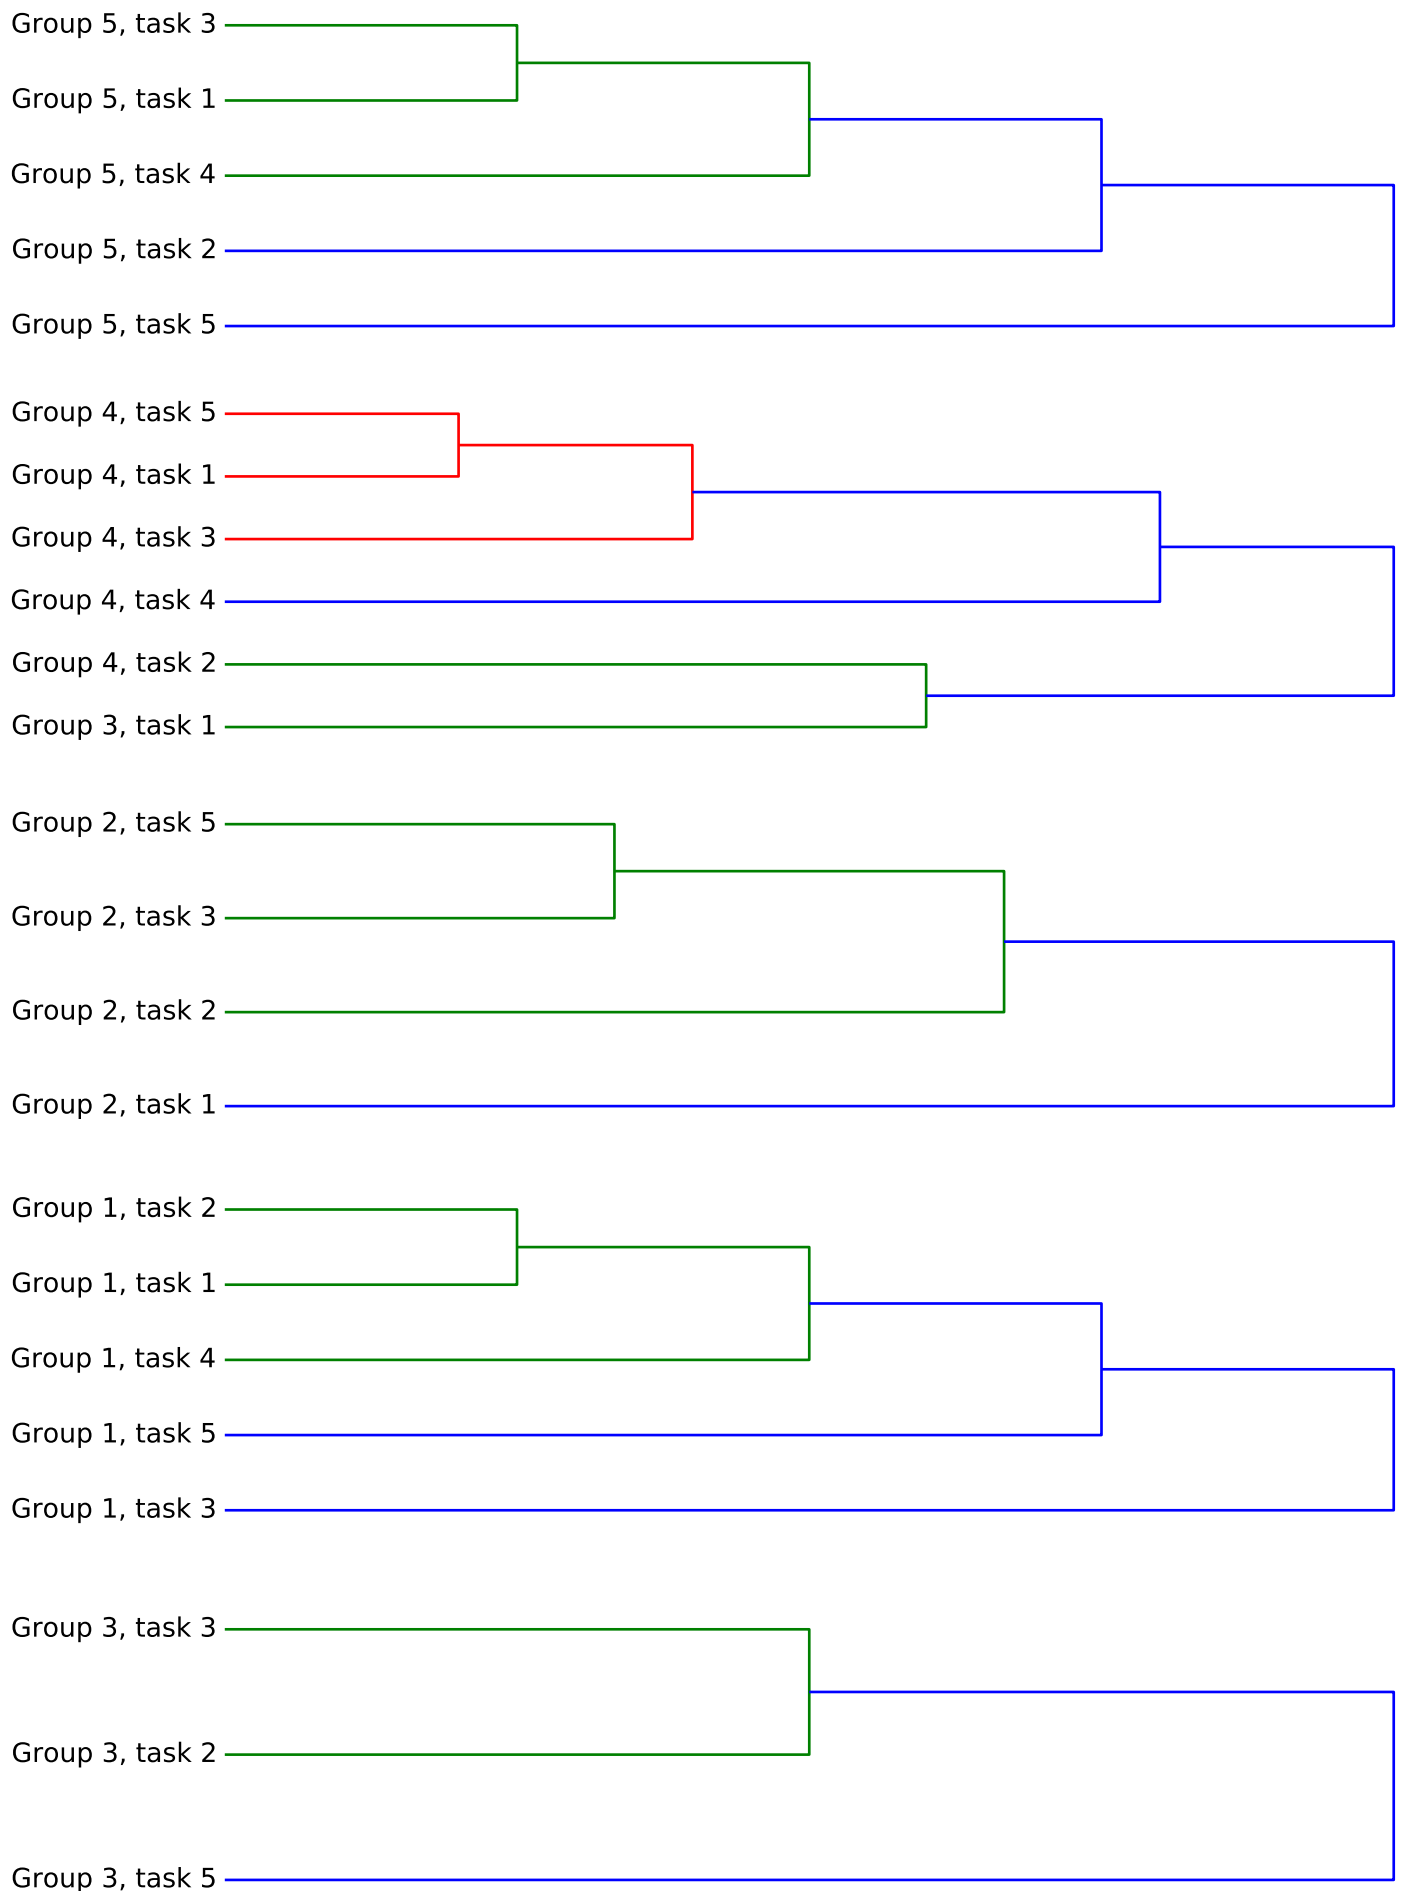 Group 5, task 3
Group 5, task 1
Group 5, task 4
Group 5, task 2
Group 5, task 5
Group 4, task 5
Group 4, task 1
Group 4, task 3
Group 4, task 4
Group 4, task 2
Group 3, task 1
Group 2, task 5
Group 2, task 3
Group 2, task 2
Group 2, task 1
Group 1, task 2
Group 1, task 1
Group 1, task 4
Group 1, task 5
Group 1, task 3
Group 3, task 3
Group 3, task 2
Group 3, task 5